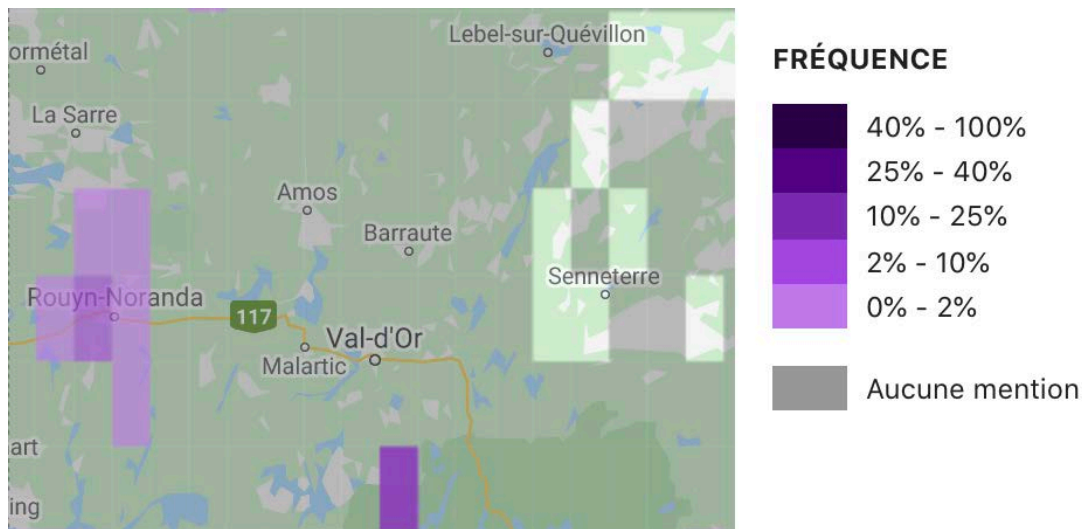 Lebel-sur-Quévillon
ormétal
La Sarre
Amos
Barraute
Senneterre
Rouyn-Noranda
117
Val-d'Or
Malartic
art
ing
FRÉQUENCE
40% - 100%
25% - 40%
10% - 25%
2% - 10%
0% - 2%
Aucune mention